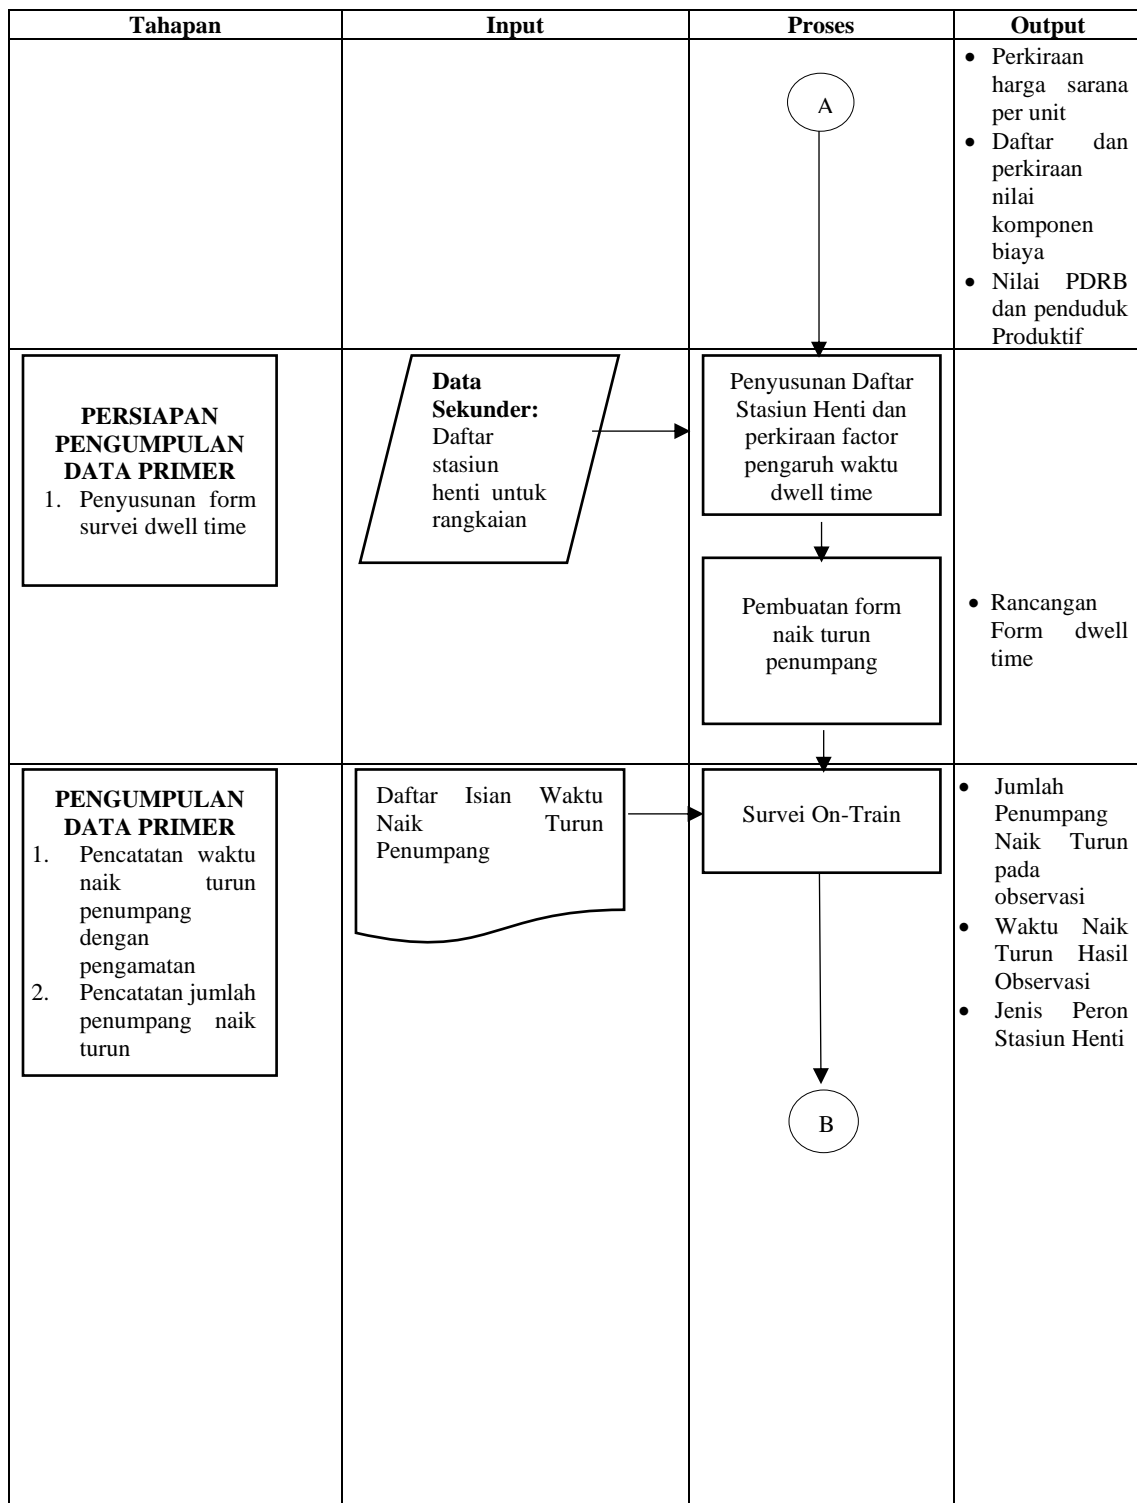 Tahapan
Input
Proses
Output
A
• Perkiraan
harga sarana
per unit
• Daftar dan
perkiraan
nilai
komponen
biaya
• Nilai PDRB
dan penduduk
Produktif
PERSIAPAN
PENGUMPULAN
DATA PRIMER
1. Penyusunan form
survei dwell time
Data
Sekunder:
Daftar
stasiun
henti untuk
rangkaian
Penyusunan Daftar
Stasiun Henti dan
perkiraan factor
pengaruh waktu
dwell time
Pembuatan form
naik turun
penumpang
• Rancangan
Form dwell
time
PENGUMPULAN
DATA PRIMER
1. Pencatatan waktu
naik turun
penumpang
dengan
pengamatan
2. Pencatatan jumlah
penumpang naik
turun
Daftar Isian Waktu
Naik Turun
Penumpang
Survei On-Train
• Jumlah
Penumpang
Naik Turun
pada
observasi
• Waktu Naik
Turun Hasil
Observasi
• Jenis Peron
Stasiun Henti
B